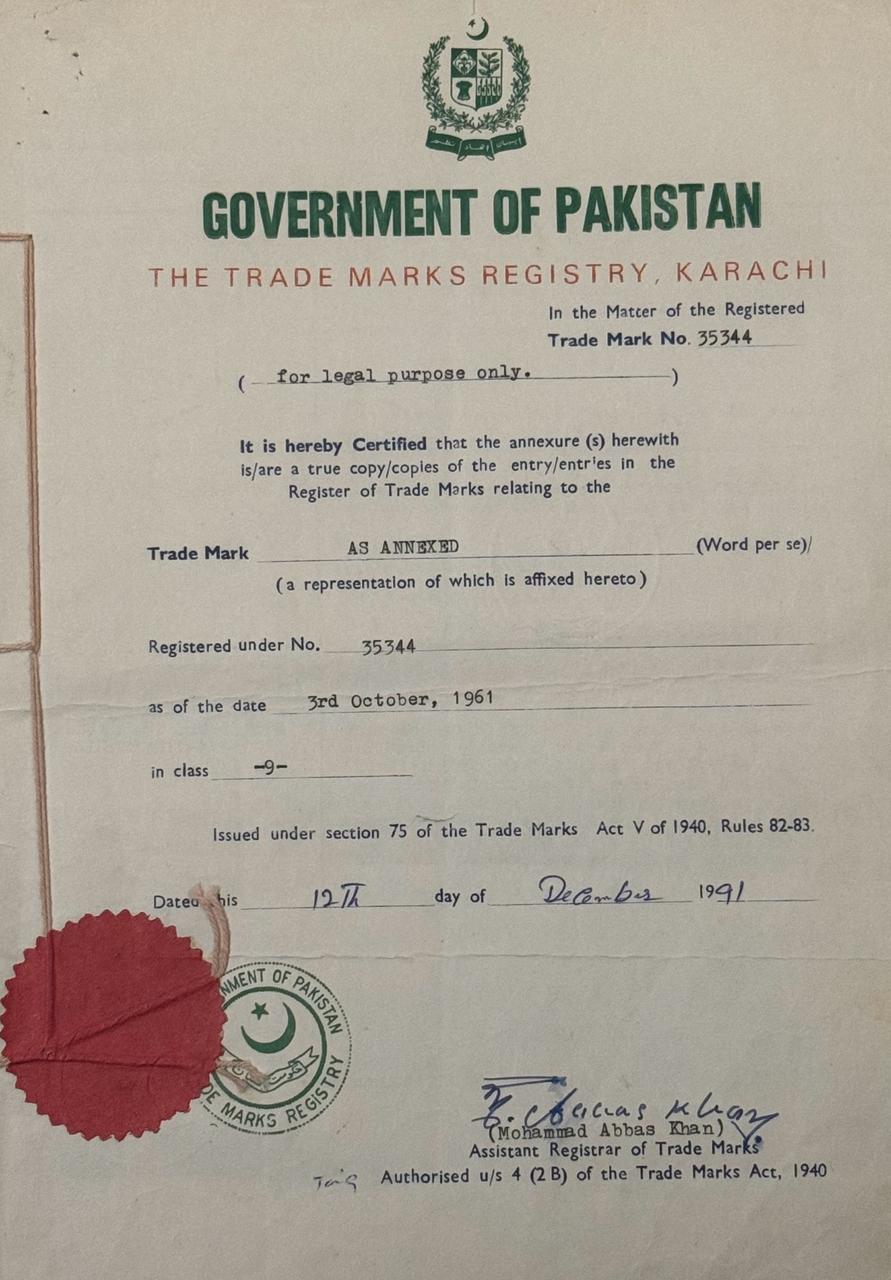 ایمان اتحاد نظم
GOVERNMENT OF PAKISTAN
THE TRADE MARKS REGISTRY, KARACHI
In the Matter of the Registered
Trade Mark No. 35344
( for legal purpose only. )
It is hereby Certified that the annexure (s) herewith
is/are a true copy/copies of the entry/entries in the
Register of Trade Marks relating to the
Trade Mark AS ANNEXED (Word per se)/
(a representation of which is affixed hereto)
Registered under No. 35344
as of the date 3rd October, 1961
in class -9-
Issued under section 75 of the Trade Marks Act V of 1940, Rules 82-83.
Dated this 12Th day of December 1991
NMENT OF PAKISTAN
DE MARKS REGISTRY
(Mohammad Abbas Khan)
Assistant Registrar of Trade Marks
Authorised u/s 4 (2B) of the Trade Marks Act, 1940